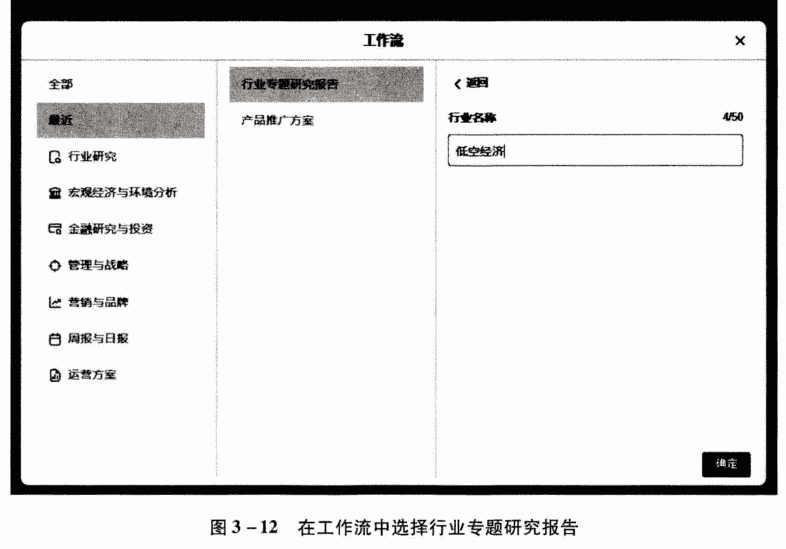 工作流
全部
最近
行业研究
宏观经济与环境分析
金融研究与投资
管理与战略
营销与品牌
周报与日报
运营方案
行业专题研究报告
产品推广方案
返回
行业名称 4/50
低空经济
确定
图 3-12 在工作流中选择行业专题研究报告